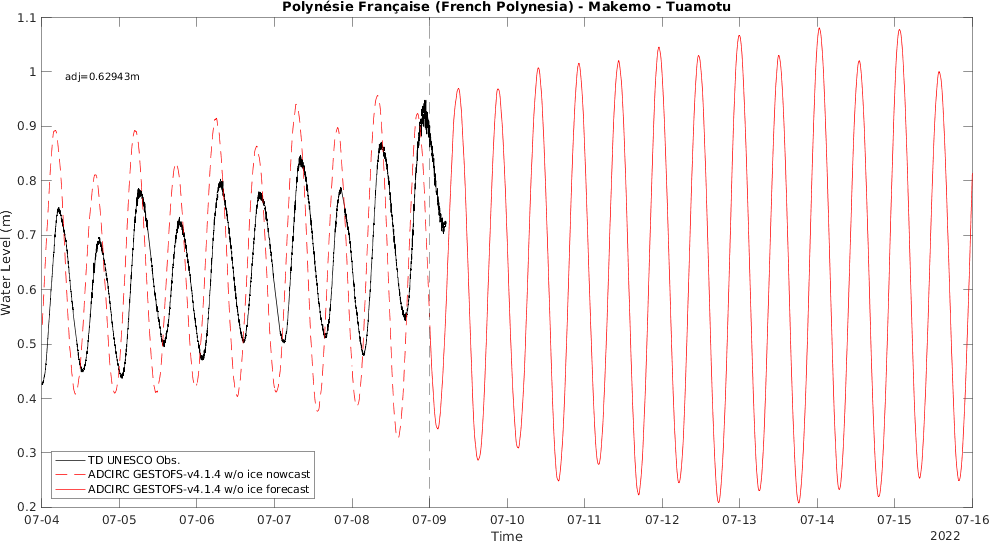 Polynésie Française (French Polynesia) - Makemo - Tuamotu
1.1
1
0.9
0.8
0.7
0.6
0.5
0.4
0.3
0.2
Water Level (m)
adj=0.62943m
TD UNESCO Obs.
ADCIRC GESTOFS-v4.1.4 w/o ice nowcast
ADCIRC GESTOFS-v4.1.4 w/o ice forecast
07-04 07-05 07-06 07-07 07-08 07-09 07-10 07-11 07-12 07-13 07-14 07-15 07-16
Time
2022